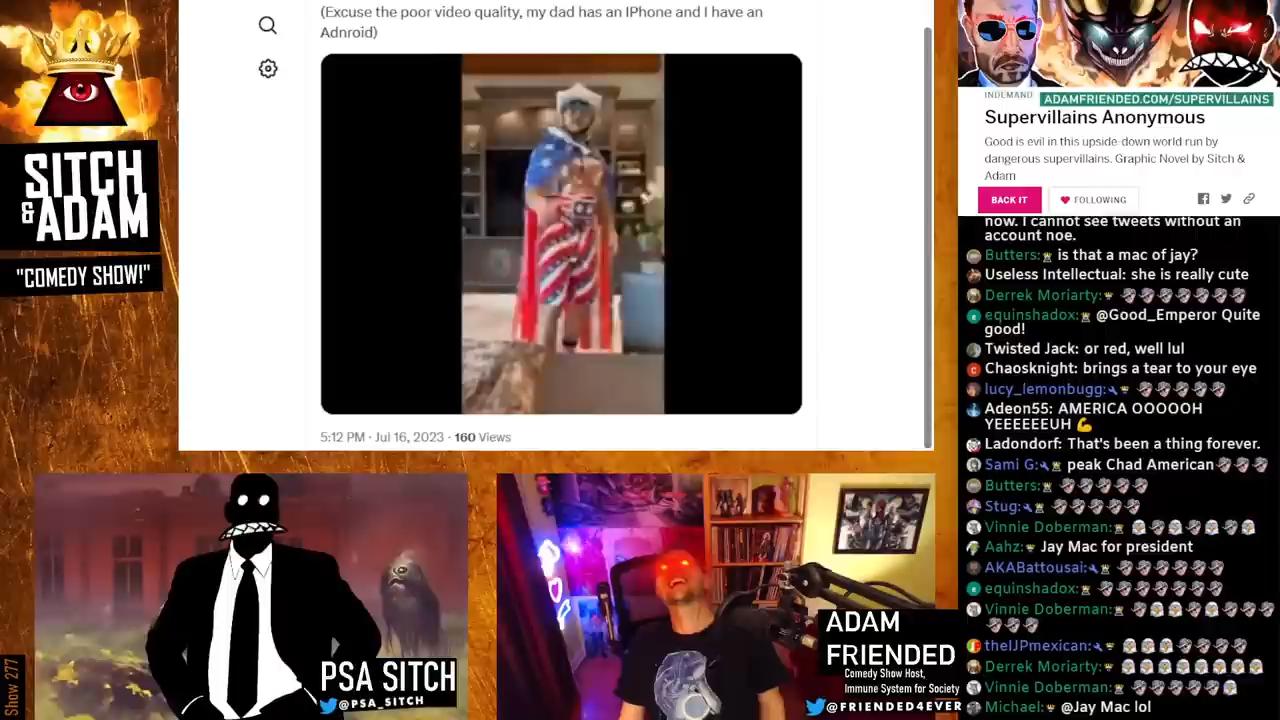 (Excuse the poor video quality, my dad has an IPhone and I have an
Adnroid)
5:12 PM · Jul 16, 2023 · 160 Views
SITCH
& ADAM
"COMEDY SHOW!"
Show 277
PSA SITCH
@PSA_SITCH
ADAM
FRIENDED
Comedy Show Host,
Immune System for Society
@FRIENDED4EVER
INDEMAND
ADAMFRIENDED.COM/SUPERVILLAINS
Supervillains Anonymous
Good is evil in this upside-down world run by
dangerous supervillains. Graphic Novel by Sitch &
Adam
BACK IT
FOLLOWING
now. I cannot see tweets without an
account noe.
Butters: is that a mac of jay?
Useless Intellectual: she is really cute
Derrek Moriarty:
equinshadox: @Good_Emperor Quite
good!
Twisted Jack: or red, well lul
Chaosknight: brings a tear to your eye
lucy_lemonbugg:
Adeon55: AMERICA OOOOOH
YEEEEEEUH 💪
Ladondorf: That's been a thing forever.
Sami G: peak Chad American
Butters:
Stug:
Vinnie Doberman:
Aahz: Jay Mac for president
AKABattousai:
equinshadox:
Vinnie Doberman:
theIJPmexican:
Derrek Moriarty:
Vinnie Doberman:
Michael: @Jay Mac lol